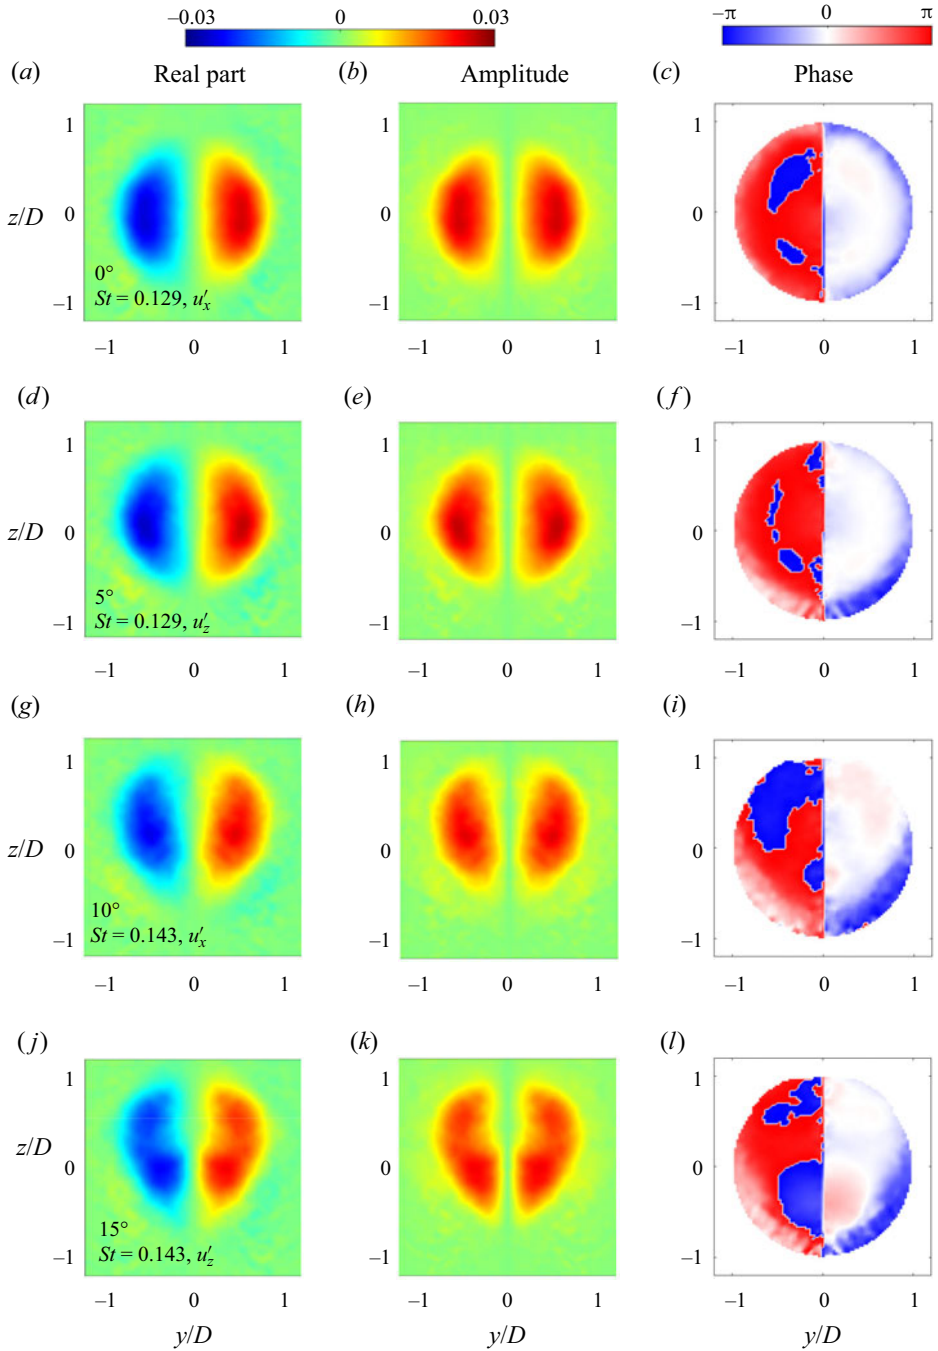 −0.03 0 0.03 −π 0 π
(a) Real part (b) Amplitude (c) Phase
1 1 1
z/D 0 0 0
0°
St = 0.129, u′x
−1 −1 −1
−1 0 1 −1 0 1 −1 0 1
(d) (e) (f)
1 1 1
z/D 0 0 0
5°
St = 0.129, u′z
−1 −1 −1
−1 0 1 −1 0 1 −1 0 1
(g) (h) (i)
1 1 1
z/D 0 0 0
10°
St = 0.143, u′x
−1 −1 −1
−1 0 1 −1 0 1 −1 0 1
(j) (k) (l)
1 1 1
z/D 0 0 0
15°
St = 0.143, u′z
−1 −1 −1
−1 0 1 −1 0 1 −1 0 1
y/D y/D y/D